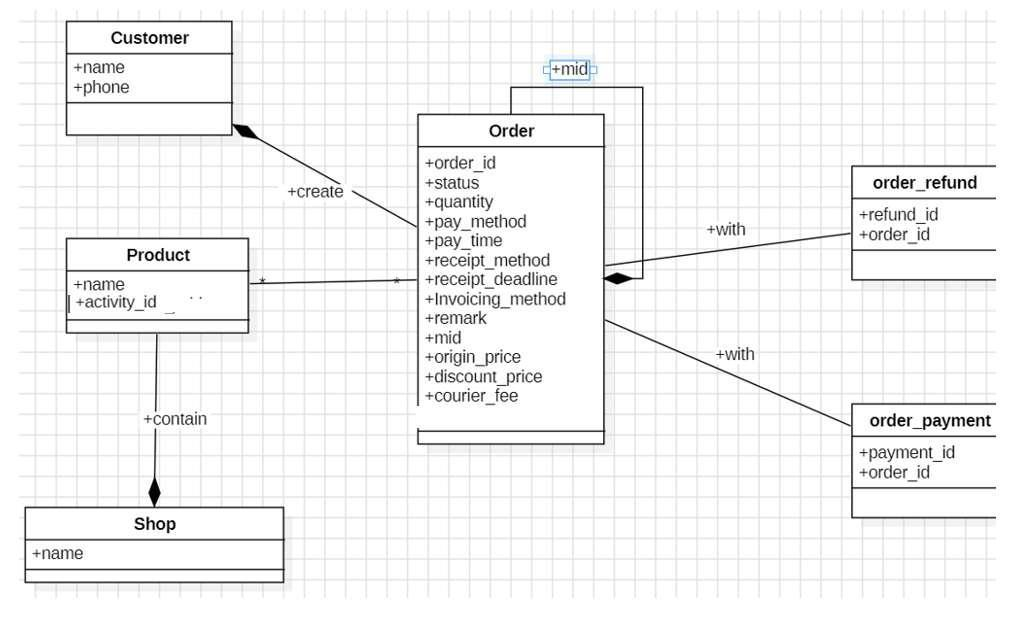 Customer
+name
+phone
+create
+mid
Order
+order_id
+status
+quantity
+pay_method
+pay_time
+receipt_method
+receipt_deadline
+Invoicing_method
+remark
+mid
+origin_price
+discount_price
+courier_fee
order_refund
+refund_id
+order_id
+with
+with
order_payment
+payment_id
+order_id
Product
+name
+activity_id
*
*
+contain
Shop
+name